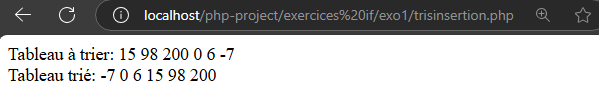 localhost/php-project/exercices%20if/exo1/trisinsertion.php
Tableau à trier: 15 98 200 0 6 -7
Tableau trié: -7 0 6 15 98 200